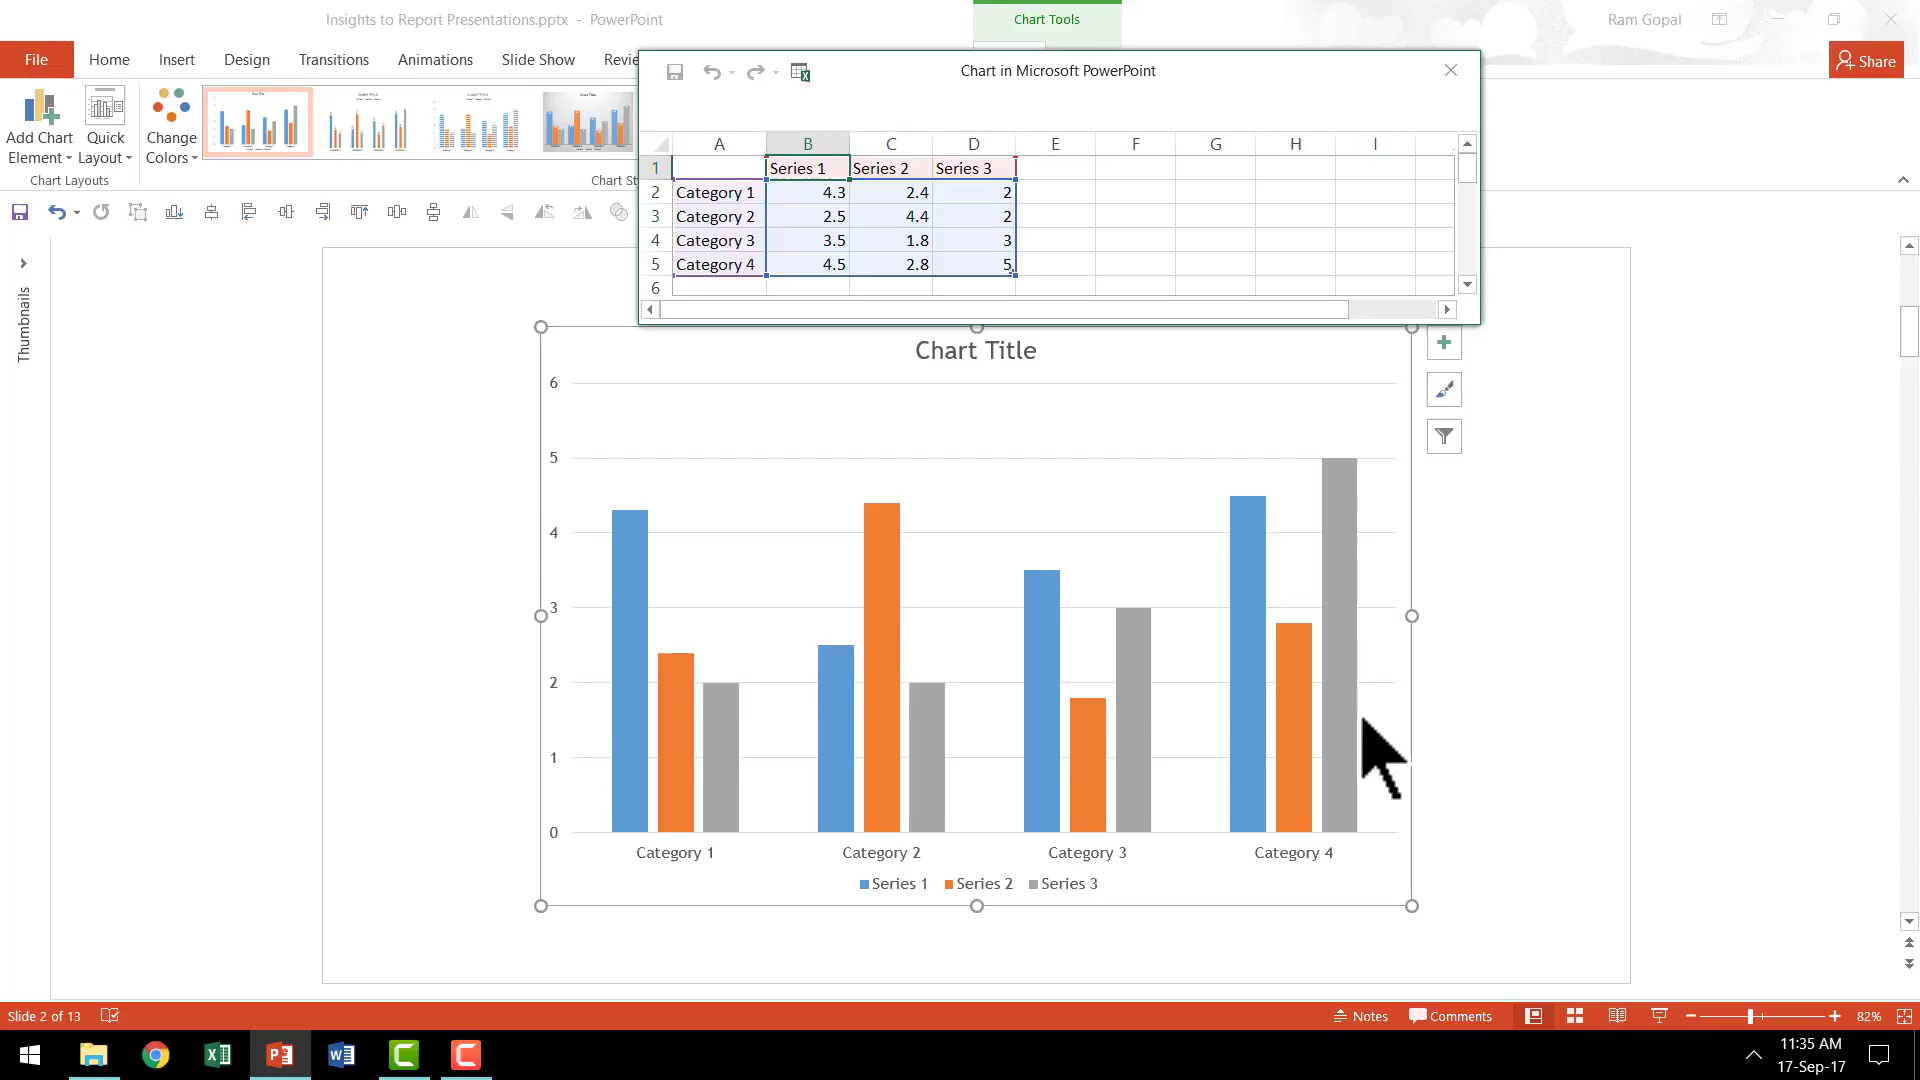 Insights to Report Presentations.pptx - PowerPoint
Chart Tools
Ram Gopal
File
Home
Insert
Design
Transitions
Animations
Slide Show
Share
Chart in Microsoft PowerPoint
Add Chart
Element
Quick
Layout
Change
Colors
Chart Layouts
A B C D E F G H I
1 Series 1 Series 2 Series 3
2 Category 1 4.3 2.4 2
3 Category 2 2.5 4.4 2
4 Category 3 3.5 1.8 3
5 Category 4 4.5 2.8 5
6
Thumbnails
Chart Title
6
5
4
3
2
1
0
Category 1 Category 2 Category 3 Category 4
Series 1 Series 2 Series 3
Slide 2 of 13
Notes
Comments
82%
11:35 AM
17-Sep-17